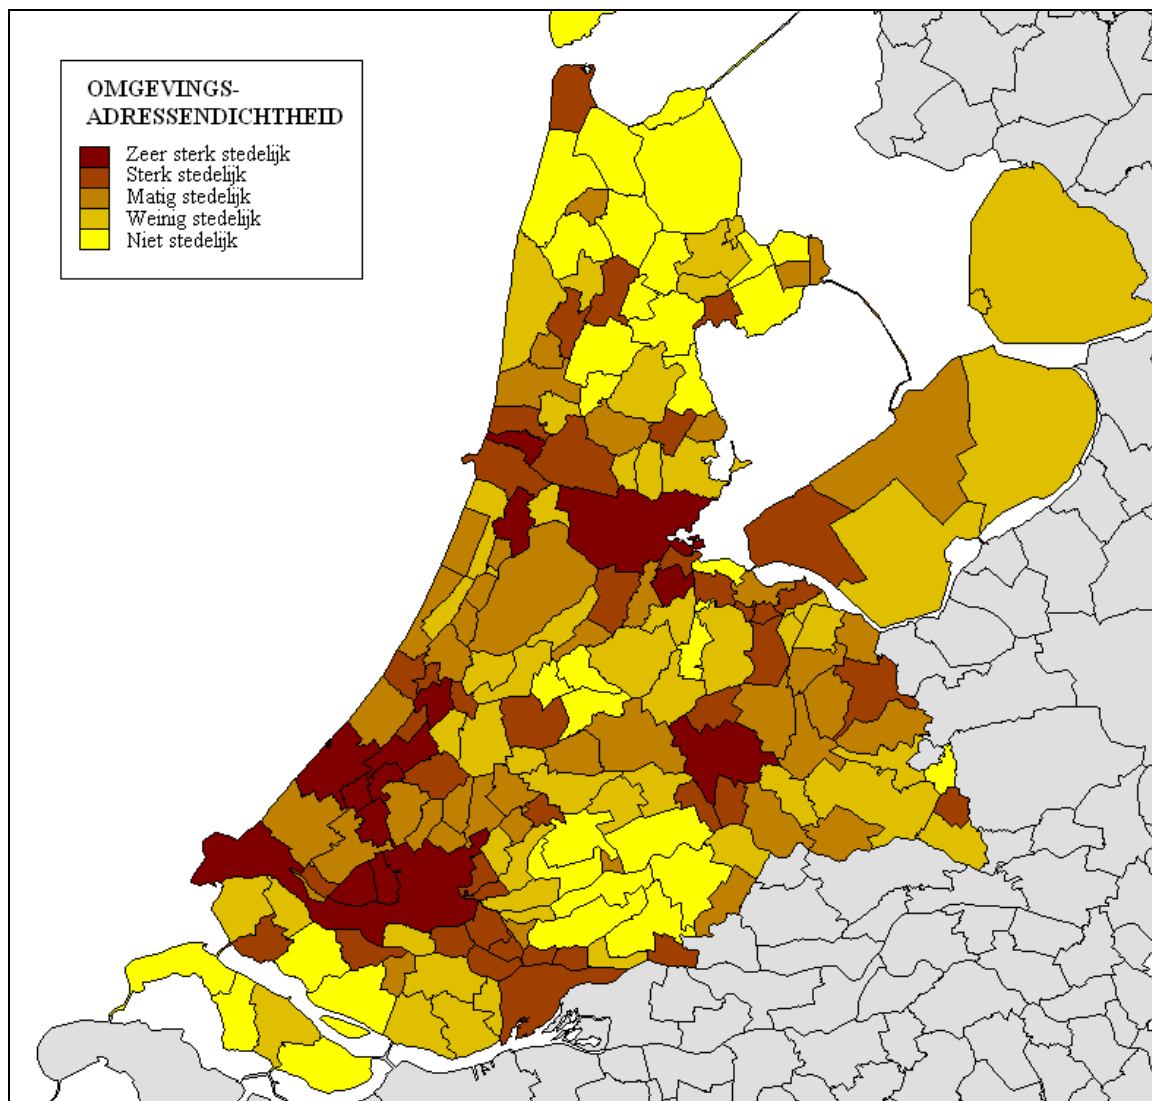 OMGEVINGS-
ADRESSENDICHTHEID
Zeer sterk stedelijk
Sterk stedelijk
Matig stedelijk
Weinig stedelijk
Niet stedelijk